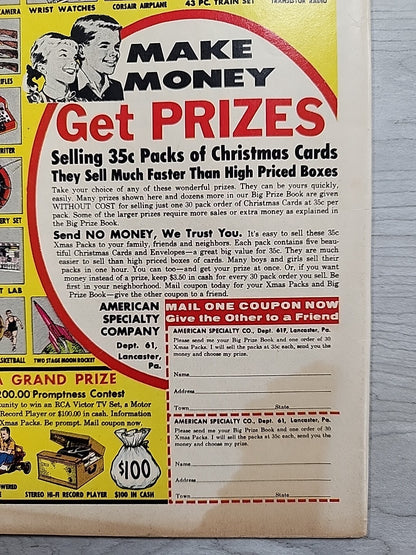 CAMERA
WRIST WATCHES
CORSAIR AIRPLANE
43 PC. TRAIN SET
TRANSISTOR RADIO
MAKE
MONEY
Get PRIZES
Selling 35c Packs of Christmas Cards
They Sell Much Faster Than High Priced Boxes
Take your choice of any of these wonderful prizes. They can be yours quickly,
easily. Many prizes shown here and dozens more in our Big Prize Book are given
WITHOUT COST for selling just one 30 pack order of Christmas Cards at 35c per
pack. Some of the larger prizes require more sales or extra money as explained in
the Big Prize Book.
Send NO MONEY, We Trust You. It's easy to sell these 35c
Xmas Packs to your family, friends and neighbors. Each pack contains five beau-
tiful Christmas Cards and Envelopes—a great big value for 35c. They are much
easier to sell than high priced boxes of cards. Many boys and girls sell their
packs in one hour. You can too—and get your prize at once. Or, if you want
money instead of a prize, keep $3.50 in cash for every 30 pack order you sell. Be
first in your neighborhood. Mail coupon today for your Xmas Packs and Big
Prize Book—give the other coupon to a friend.
RIFLES
ERY SET
T LAB
BASKETBALL
TWO STAGE MOON ROCKET
AMERICAN
SPECIALTY
COMPANY
Dept. 61,
Lancaster,
Pa.
MAIL ONE COUPON NOW
Give the Other to a Friend
AMERICAN SPECIALTY CO., Dept. 619, Lancaster, Pa.
Please send me your Big Prize Book and one order of 30
Xmas Packs. I will sell the packs at 35c each, send you the
money and choose my prize.
Name
Address
Town State
AMERICAN SPECIALTY CO., Dept. 61, Lancaster, Pa.
Please send me your Big Prize Book and one order of 30
Xmas Packs. I will sell the packs at 35c each, send you the
money and choose my prize.
Name
Address
Town State
A GRAND PRIZE
200.00 Promptness Contest
unity to win an RCA Victor TV Set, a Motor
Record Player or $100.00 in cash. Information
Xmas Packs. Be prompt. Mail coupon now.
$100
OWERED
STEREO HI-FI RECORD PLAYER
$100 IN CASH